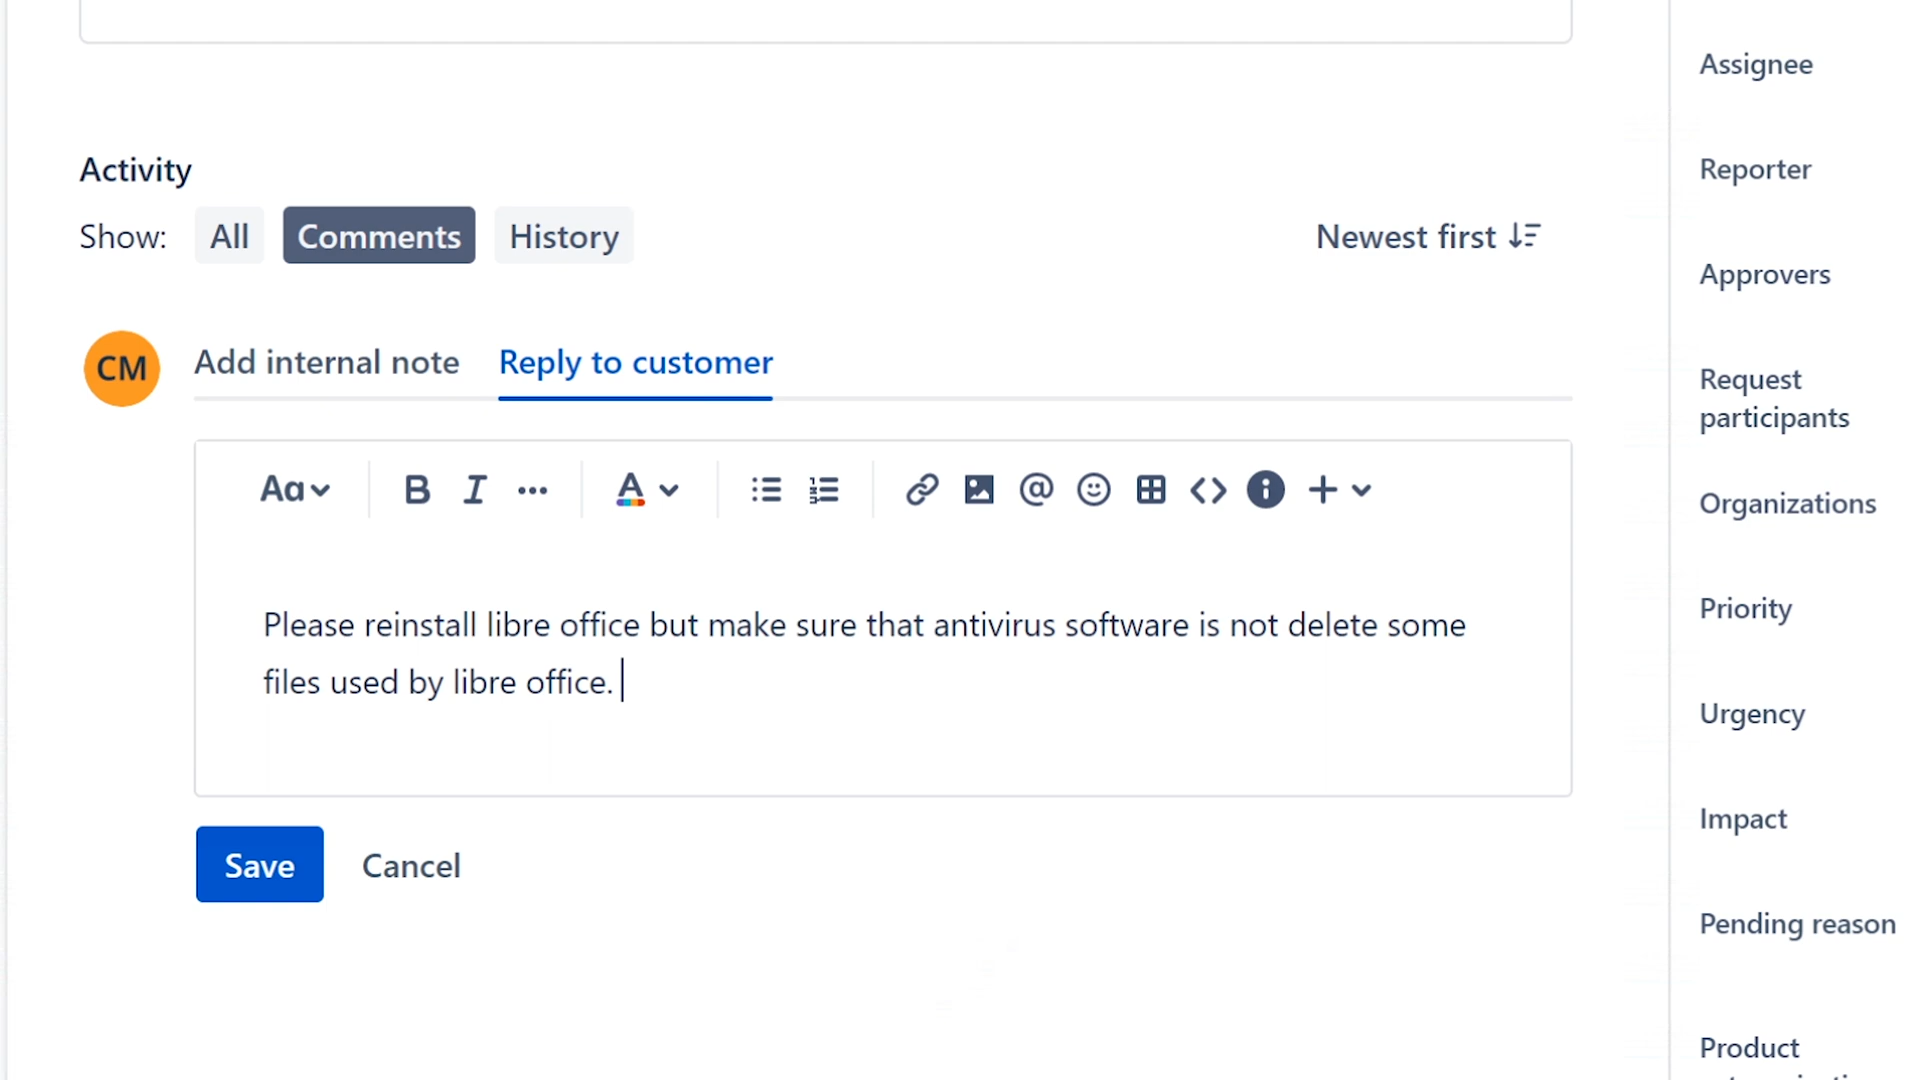 Activity
Show: All Comments History Newest first
CM Add internal note Reply to customer
Aa B I ... A @
Please reinstall libre office but make sure that antivirus software is not delete some
files used by libre office.
Save Cancel
Assignee
Reporter
Approvers
Request
participants
Organizations
Priority
Urgency
Impact
Pending reason
Product